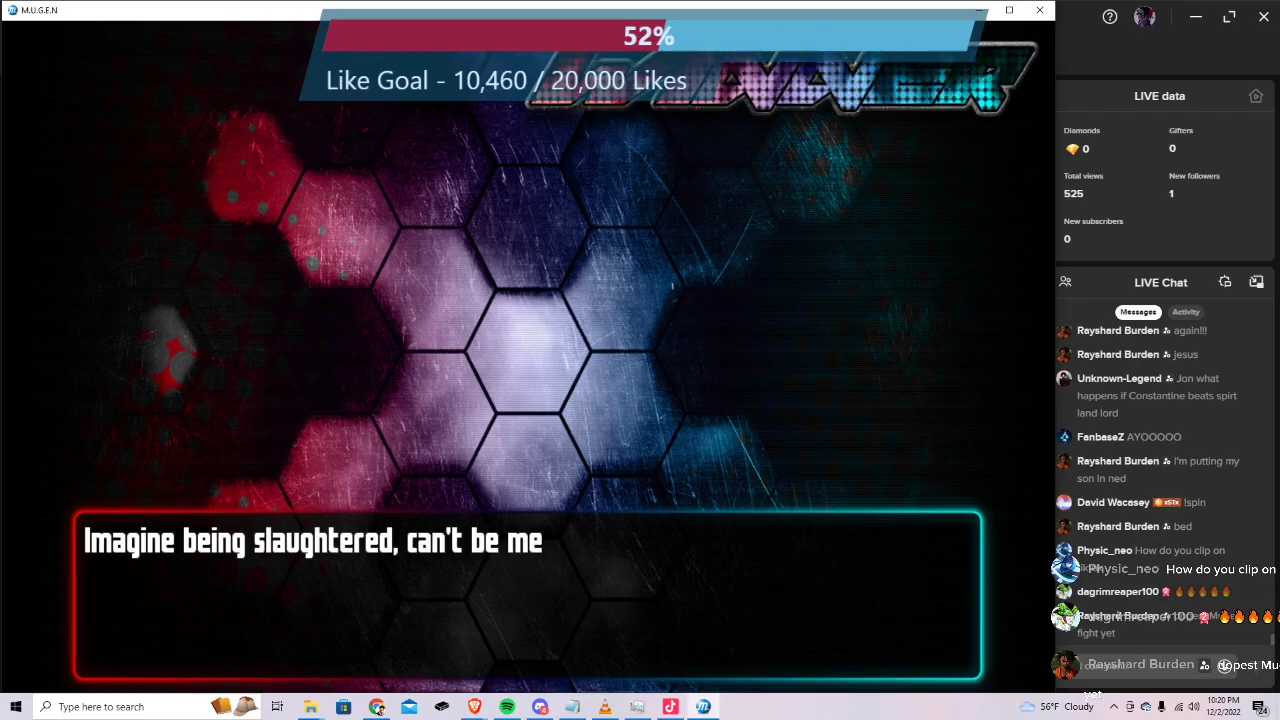 M.U.G.E.N
52%
Like Goal - 10,460 / 20,000 Likes
LIVE data
Diamonds
Gifters
0
0
Total views
New followers
525
1
New subscribers
0
LIVE Chat
Messages
Activity
Rayshard Burden again!!!
Rayshard Burden jesus
Unknown-Legend Jon what
happens if Constantine beats spirt
land lord
FanbaseZ AYOOOOO
Rayshard Burden I'm putting my
son in ned
David Wacasey !spin
Rayshard Burden bed
Physic_neo How do you clip on
Physic_neo How do you clip on
dagrimreaper100
Rayshard Burden
fight yet
Rayshard Burden
Imagine being slaughtered, can't be me
Type here to search
56°F
10:20 PM
12/2/2022